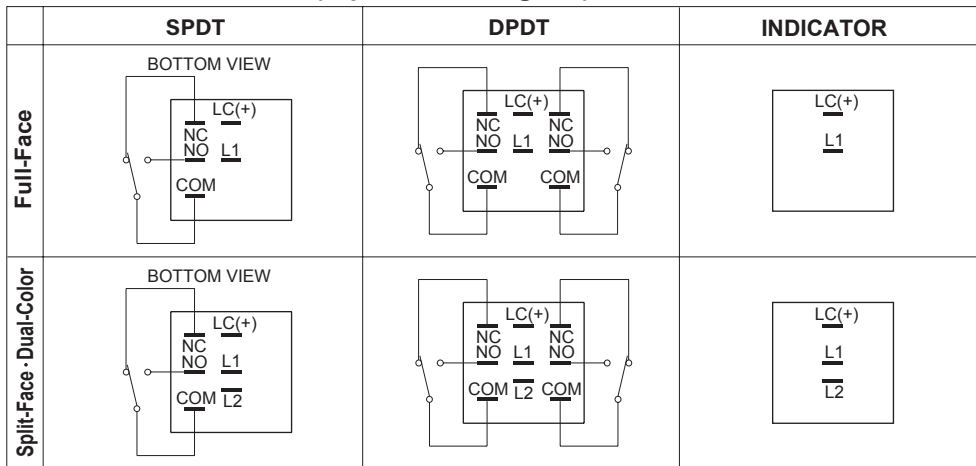 SPDT DPDT INDICATOR
Full-Face
BOTTOM VIEW
LC(+)
NC
NO L1
COM
LC(+)
NC NC
NO L1 NO
COM COM
LC(+)
L1
Split-Face · Dual-Color
BOTTOM VIEW
LC(+)
NC
NO L1
COM L2
LC(+)
NC NC
NO L1 NO
COM L2 COM
LC(+)
L1
L2